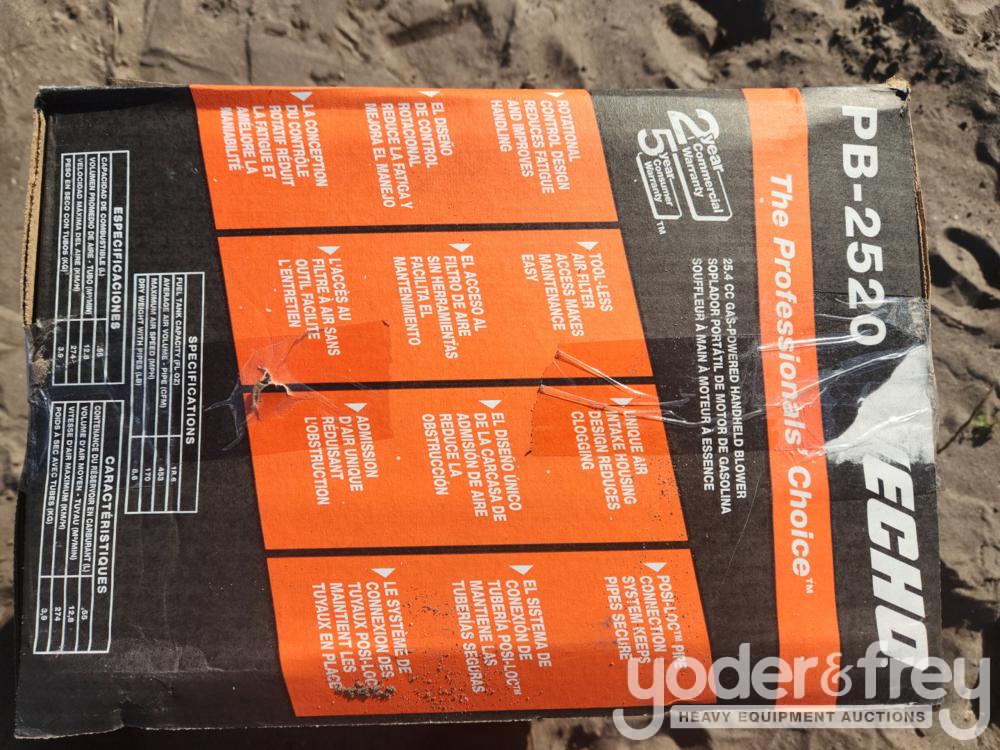 PB-2520
ECHO
The Professionals' Choice™
2 year
Commercial
Warranty
5 year
Consumer
Warranty™
25.4 CC GAS-POWERED HANDHELD BLOWER
SOPLADOR PORTÁTIL DE MOTOR DE GASOLINA
SOUFFLEUR À MAIN À MOTEUR À ESSENCE
ROTATIONAL
CONTROL DESIGN
REDUCES FATIGUE
AND IMPROVES
HANDLING
EL DISEÑO
DE CONTROL
ROTACIONAL
REDUCE LA FATIGA Y
MEJORA EL MANEJO
LA CONCEPTION
DU CONTRÔLE
ROTATIF RÉDUIT
LA FATIGUE ET
AMÉLIORE LA
MANIABILITÉ
TOOL-LESS
AIR FILTER
ACCESS MAKES
MAINTENANCE
EASY
EL ACCESO AL
FILTRO DE AIRE
SIN HERRAMIENTAS
FACILITA EL
MANTENIMIENTO
L'ACCÈS AU
FILTRE À AIR SANS
OUTIL FACILITE
L'ENTRETIEN
UNIQUE AIR
INTAKE HOUSING
DESIGN REDUCES
CLOGGING
EL DISEÑO ÚNICO
DE LA CARCASA DE
ADMISIÓN DE AIRE
REDUCE LA
OBSTRUCCIÓN
ADMISSION
D'AIR UNIQUE
RÉDUISANT
L'OBSTRUCTION
POSI-LOC™ PIPE
CONNECTION
SYSTEM KEEPS
PIPES SECURE
EL SISTEMA DE
CONEXIÓN DE
TUBERÍA POSI-LOC™
MANTIENE LAS
TUBERÍAS SEGURAS
LE SYSTÈME DE
CONNEXION DES
TUYAUX POSI-LOC
MAINTIENT LES
TUYAUX EN PLACE
SPECIFICATIONS
FUEL TANK CAPACITY (FL OZ) 18.6
AVERAGE AIR VOLUME - PIPE (CFM) 453
MAXIMUM AIR SPEED (MPH) 170
DRY WEIGHT WITH PIPES (LB) 8.6
ESPECIFICACIONES
CAPACIDAD DE COMBUSTIBLE (L) .55
VOLUMEN PROMEDIO DE AIRE - TUBO (M³/MIN) 12.8
VELOCIDAD MÁXIMA DEL AIRE (KM/H) 274
PESO EN SECO CON TUBOS (KG) 3.9
CARACTÉRISTIQUES
CONTENANCE DU RÉSERVOIR EN CARBURANT (L) ,55
VOLUME D'AIR MOYEN - TUYAU (M³/MIN) 12,8
VITESSE D'AIR MAXIMUM (KM/H) 274
POIDS À SEC AVEC TUBES (KG) 3,9
yoder&frey
HEAVY EQUIPMENT AUCTIONS